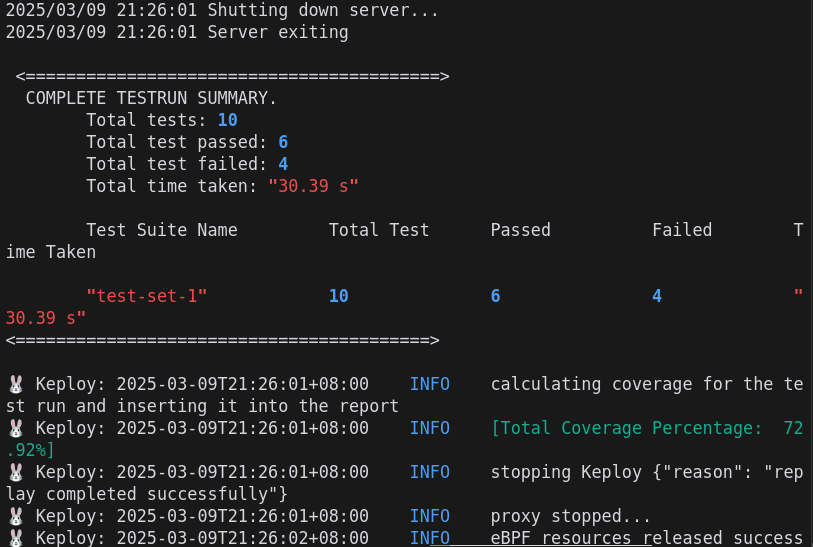 2025/03/09 21:26:01 Shutting down server...
2025/03/09 21:26:01 Server exiting
<=========================================>
COMPLETE TESTRUN SUMMARY.
Total tests: 10
Total test passed: 6
Total test failed: 4
Total time taken: "30.39 s"
Test Suite Name Total Test Passed Failed T
ime Taken
"test-set-1" 10 6 4 "
30.39 s"
<=========================================>
🐰 Keploy: 2025-03-09T21:26:01+08:00 INFO calculating coverage for the te
st run and inserting it into the report
🐰 Keploy: 2025-03-09T21:26:01+08:00 INFO [Total Coverage Percentage:  72
.92%]
🐰 Keploy: 2025-03-09T21:26:01+08:00 INFO stopping Keploy {"reason": "rep
lay completed successfully"}
🐰 Keploy: 2025-03-09T21:26:01+08:00 INFO proxy stopped...
🐰 Keploy: 2025-03-09T21:26:02+08:00 INFO eBPF resources released success